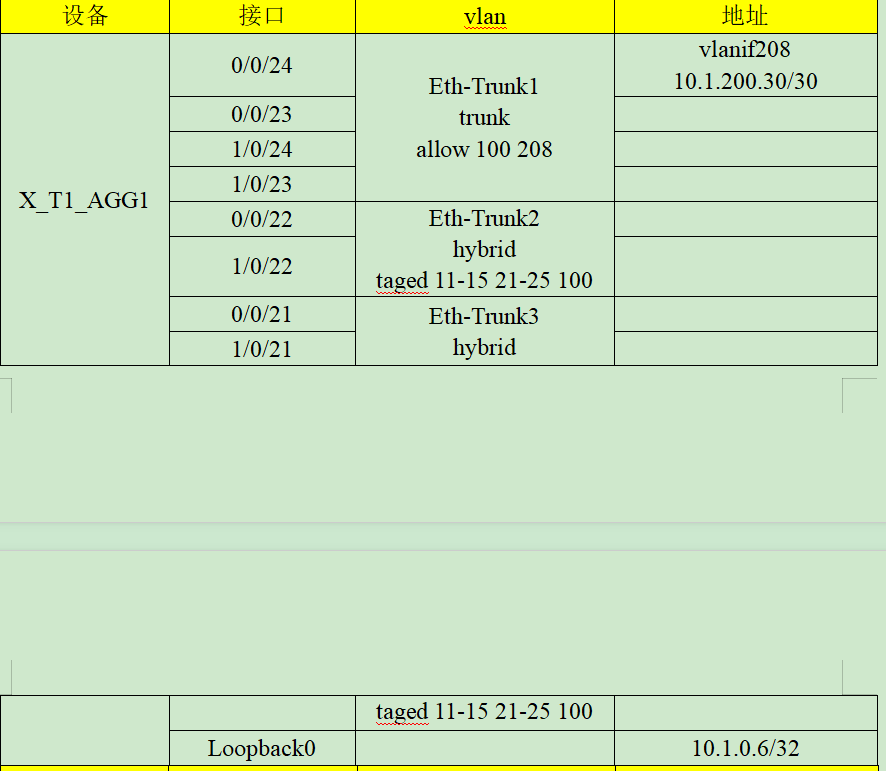 设备 接口 vlan 地址
X_T1_AGG1
0/0/24
Eth-Trunk1
trunk
allow 100 208
vlanif208
10.1.200.30/30
0/0/23
1/0/24
1/0/23
0/0/22
Eth-Trunk2
hybrid
taged 11-15 21-25 100
1/0/22
0/0/21
Eth-Trunk3
hybrid
1/0/21
taged 11-15 21-25 100
Loopback0 10.1.0.6/32